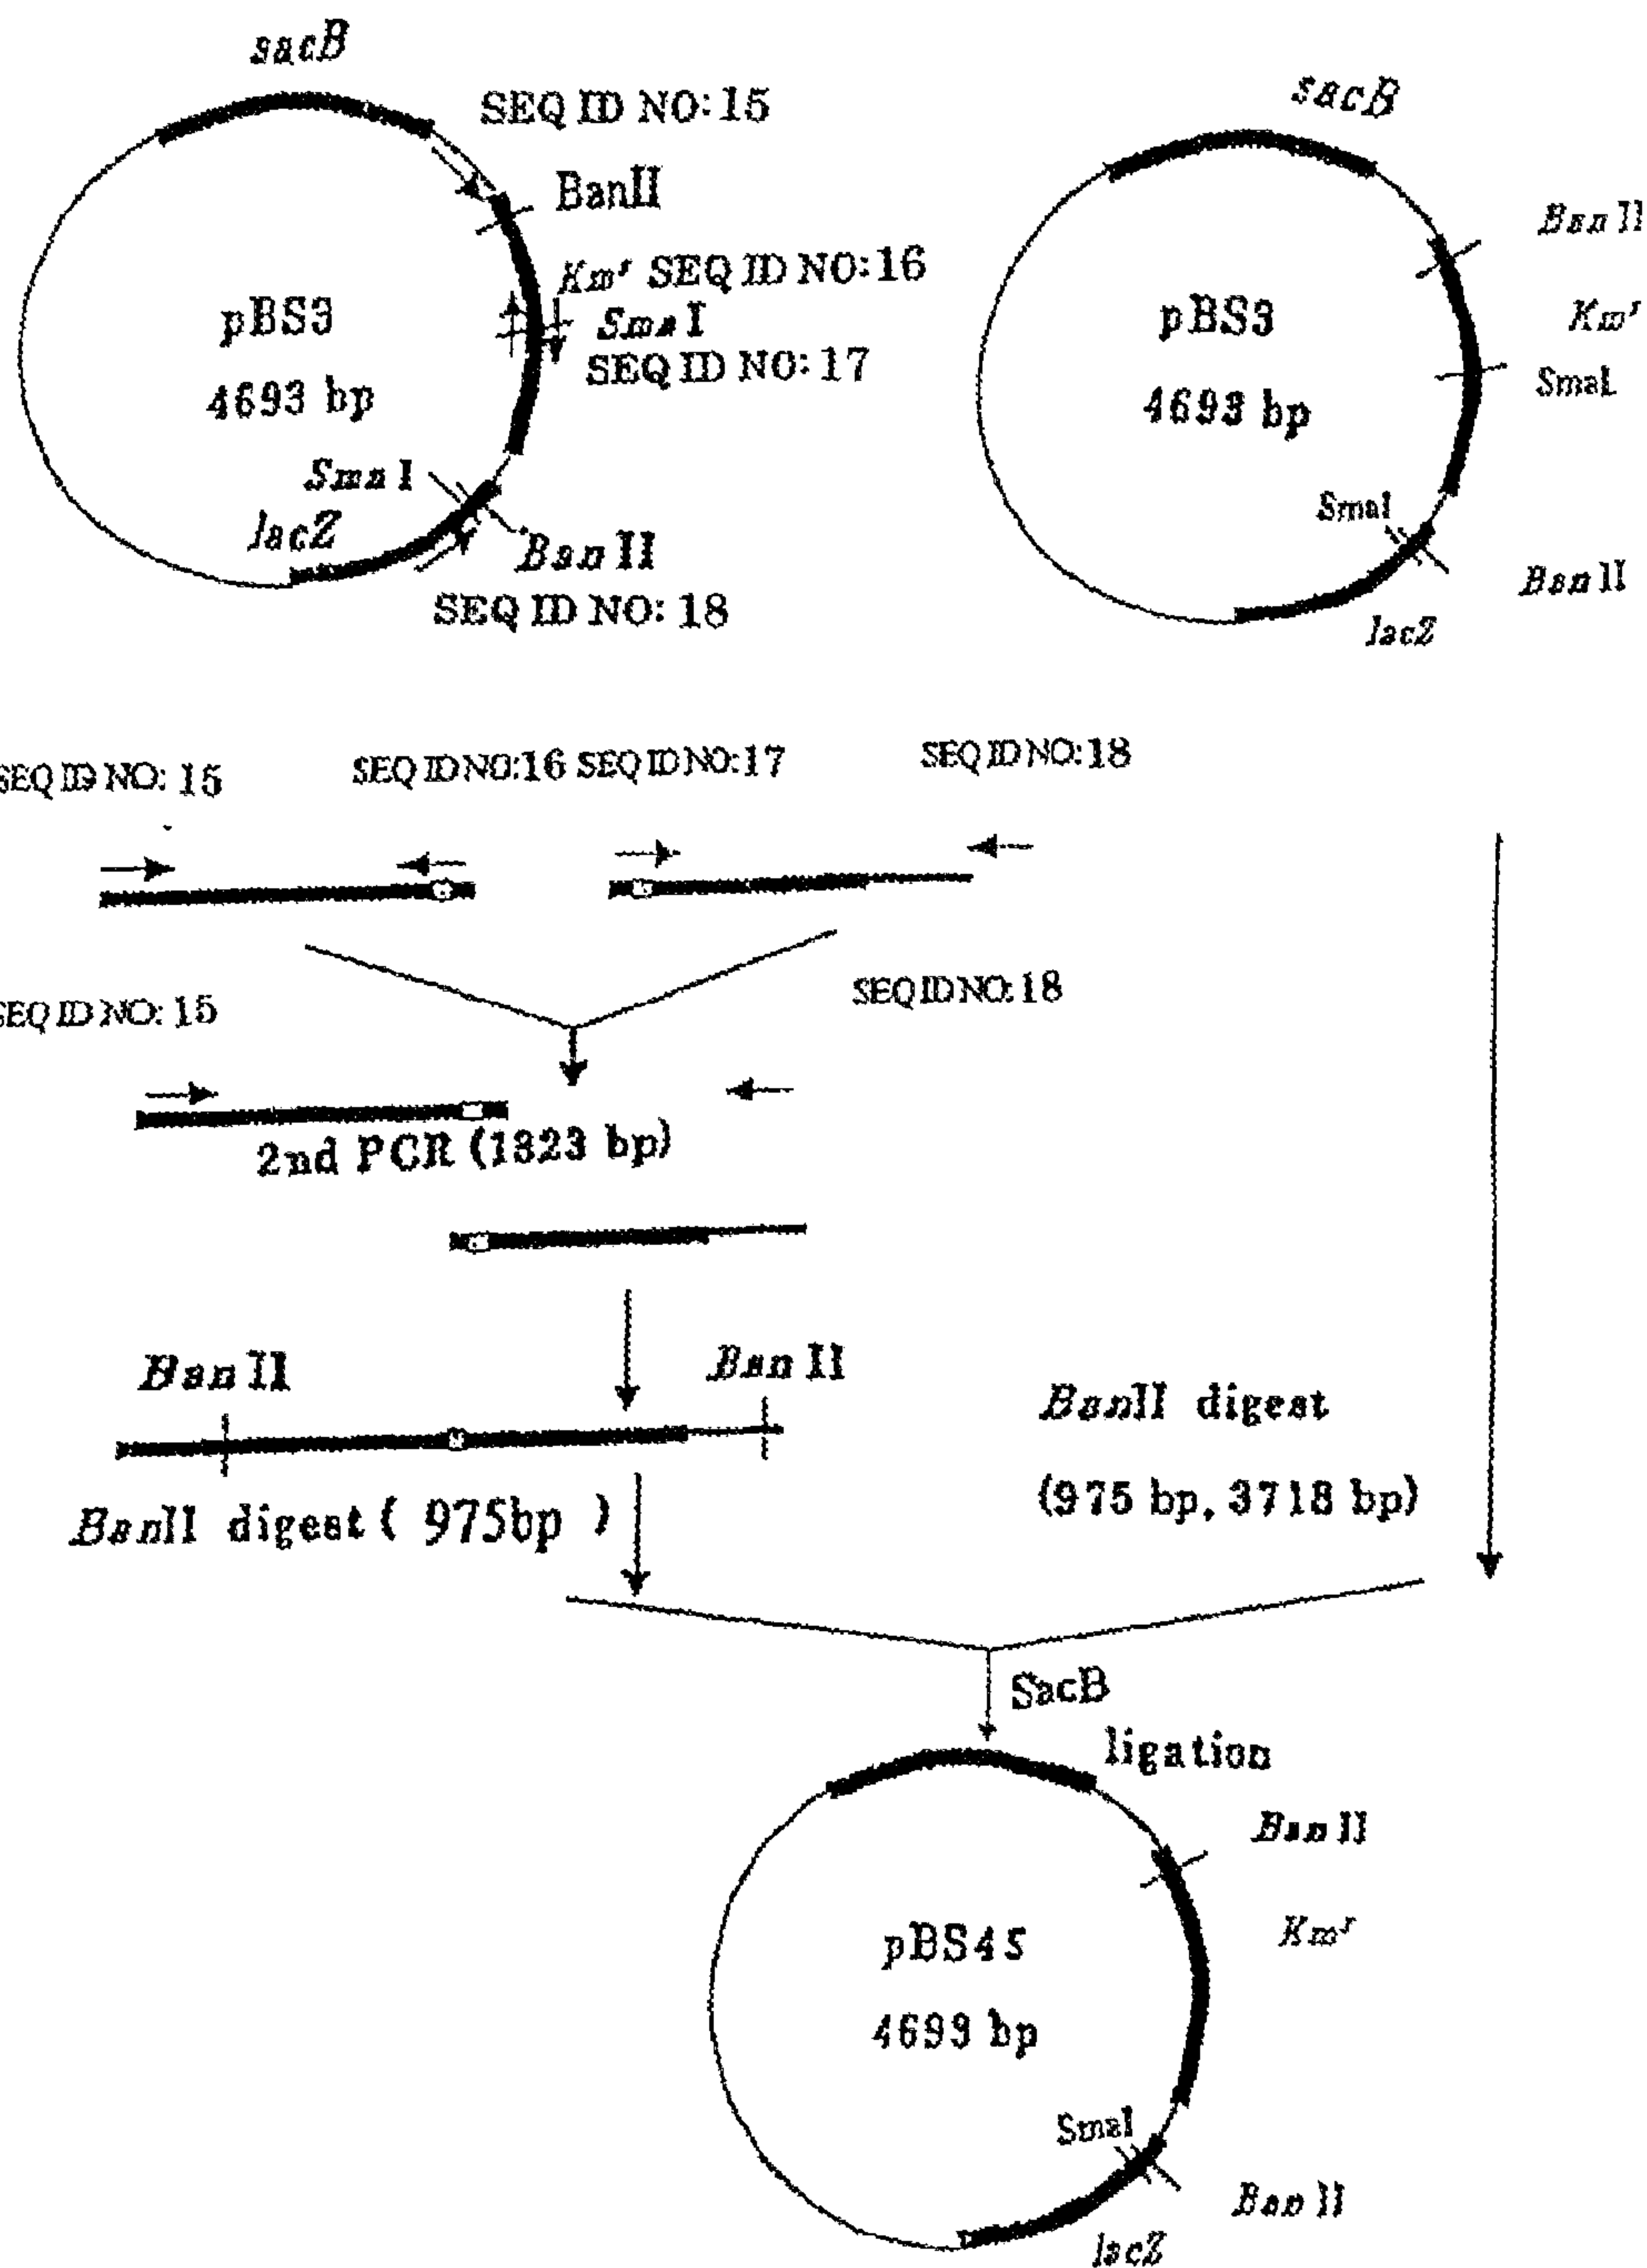 sacB
SEQ ID NO: 15
BanII
Kmʳ SEQ ID NO: 16
SmaI
SEQ ID NO: 17
pBS3
4693 bp
SmaI
lacZ
BanII
SEQ ID NO: 18
sacB
BanII
Kmʳ
pBS3
SmaI
4693 bp
SmaI
BanII
lacZ
SEQ ID NO: 15
SEQ ID NO:16
SEQ ID NO:17
SEQ ID NO:18
SEQ ID NO: 15
SEQ ID NO:18
2nd PCR (1323 bp)
BanII
BanII
BanII digest ( 975bp )
BanII digest
(975 bp, 3718 bp)
SacB
ligation
BanII
Kmʳ
pBS45
4693 bp
SmaI
BanII
lacZ